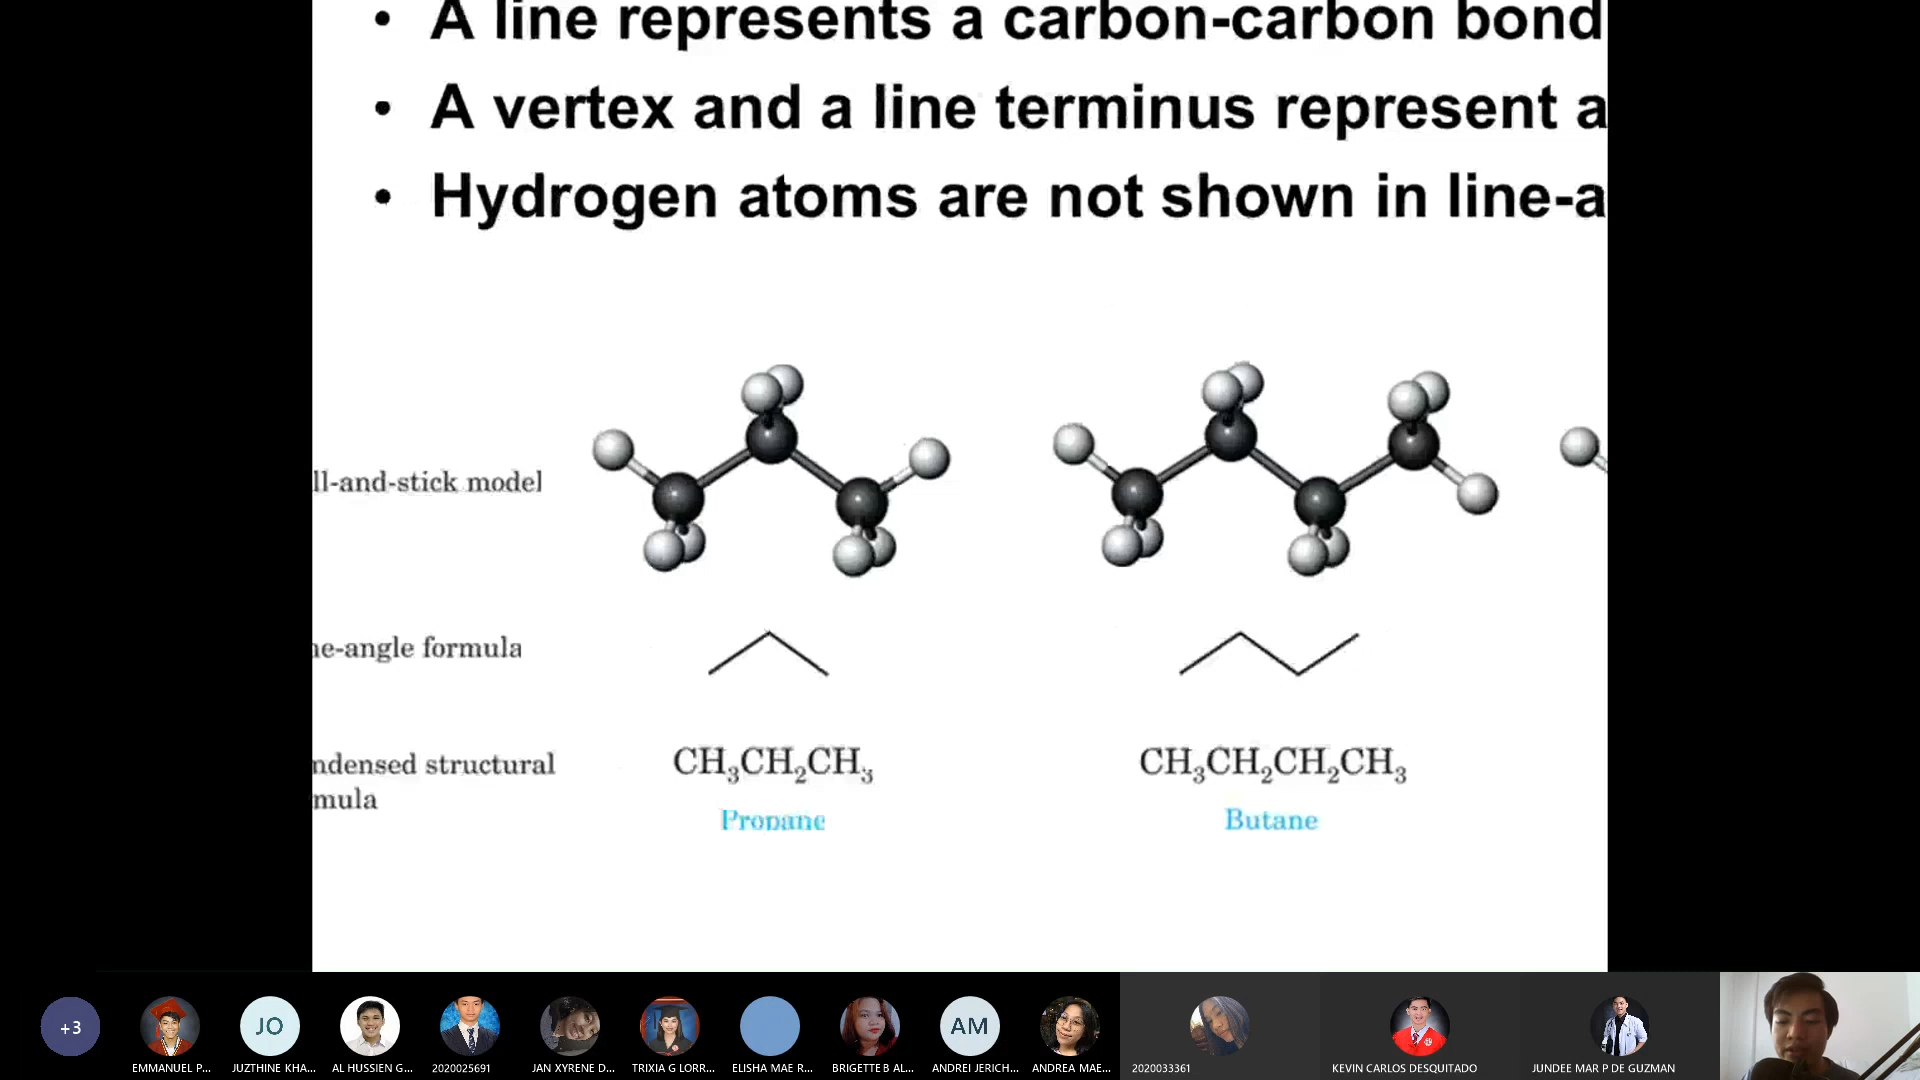 • A line represents a carbon-carbon bond
• A vertex and a line terminus represent a
• Hydrogen atoms are not shown in line-a
ll-and-stick model
ne-angle formula
ndensed structural
mula
CH₃CH₂CH₃
CH₃CH₂CH₂CH₃
Propane
Butane
+3
JO
AM
EMMANUEL P...
JUZTHINE KHA...
AL HUSSIEN G...
2020025691
JAN XYRENE D...
TRIXIA G LORR...
ELISHA MAE R...
BRIGETTE B AL...
ANDREI JERICH...
ANDREA MAE...
2020033361
KEVIN CARLOS DESQUITADO
JUNDEE MAR P DE GUZMAN